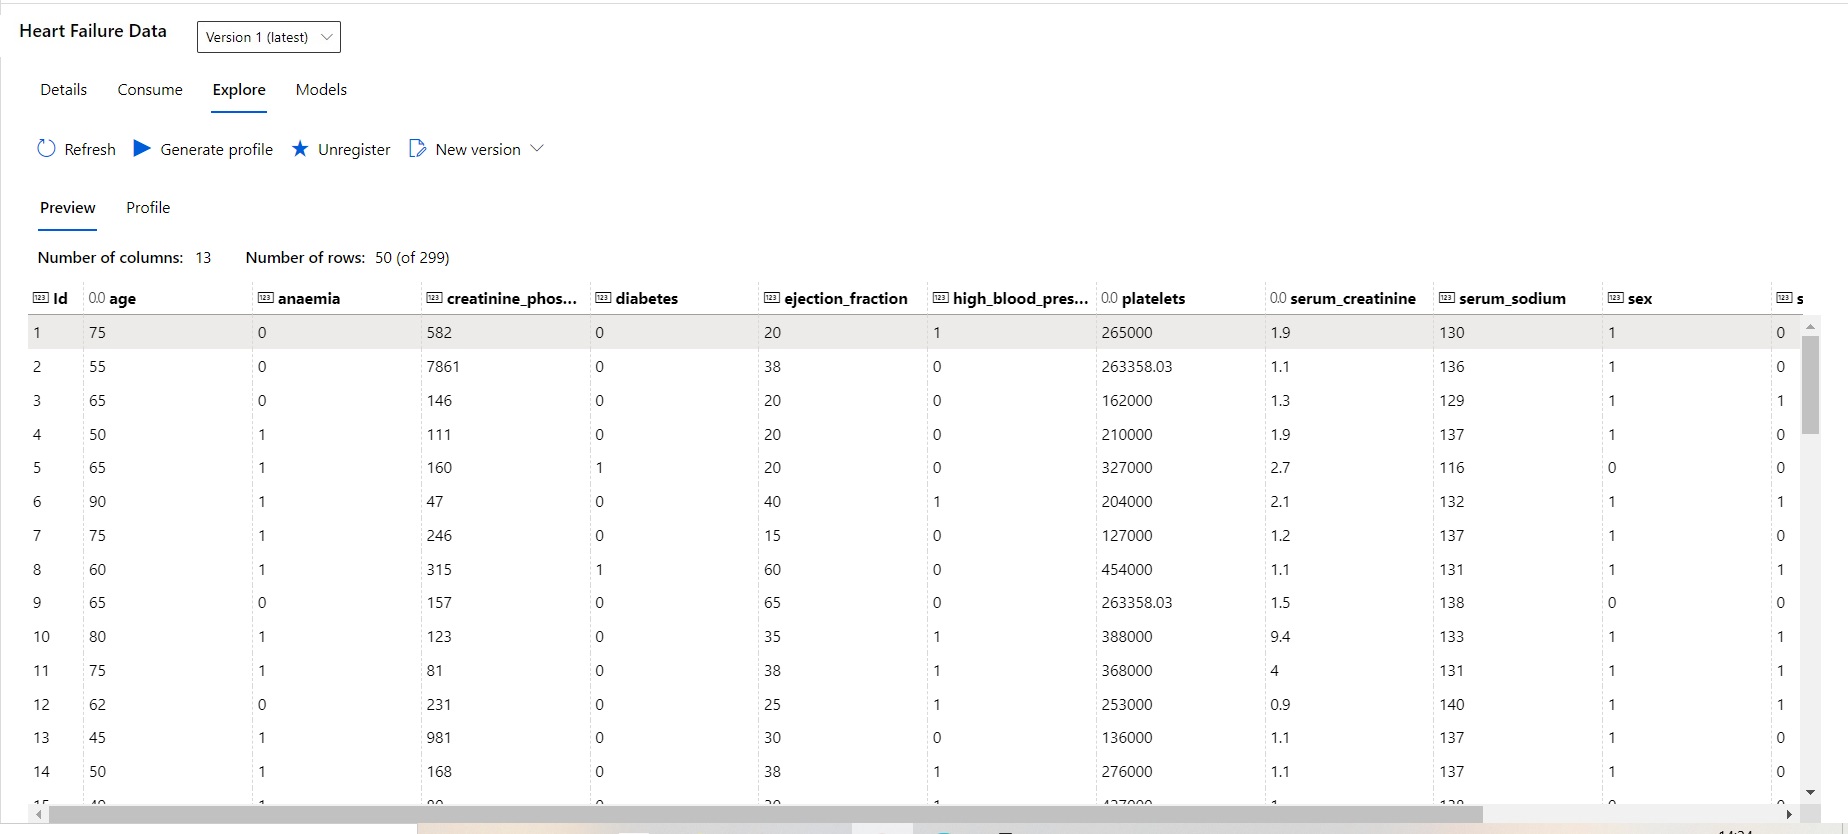 Heart Failure Data Version 1 (latest)
Details Consume Explore Models
Refresh Generate profile Unregister New version
Preview Profile
Number of columns: 13 Number of rows: 50 (of 299)
123 Id 0.0 age 123 anaemia 123 creatinine_phos... 123 diabetes 123 ejection_fraction 123 high_blood_pres... 0.0 platelets 0.0 serum_creatinine 123 serum_sodium 123 sex 123 s
1 75 0 582 0 20 1 265000 1.9 130 1 0
2 55 0 7861 0 38 0 263358.03 1.1 136 1 0
3 65 0 146 0 20 0 162000 1.3 129 1 1
4 50 1 111 0 20 0 210000 1.9 137 1 0
5 65 1 160 1 20 0 327000 2.7 116 0 0
6 90 1 47 0 40 1 204000 2.1 132 1 1
7 75 1 246 0 15 0 127000 1.2 137 1 0
8 60 1 315 1 60 0 454000 1.1 131 1 1
9 65 0 157 0 65 0 263358.03 1.5 138 0 0
10 80 1 123 0 35 1 388000 9.4 133 1 1
11 75 1 81 0 38 1 368000 4 131 1 1
12 62 0 231 0 25 1 253000 0.9 140 1 1
13 45 1 981 0 30 0 136000 1.1 137 1 0
14 50 1 168 0 38 1 276000 1.1 137 1 0